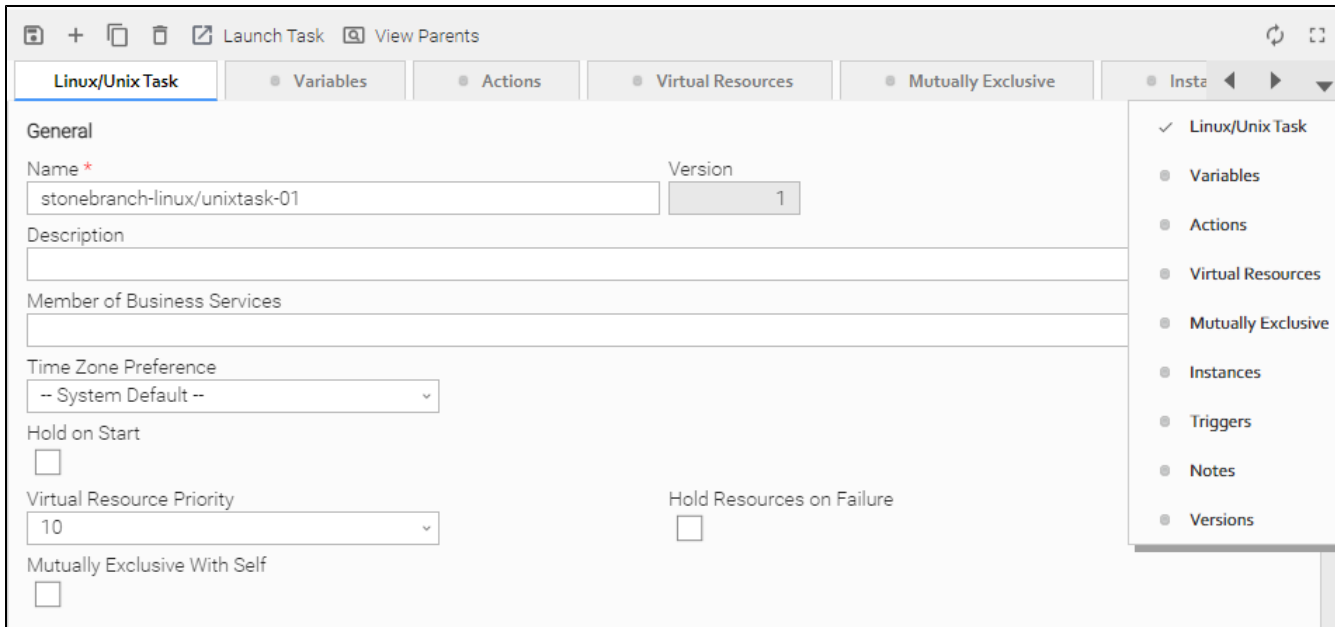 Launch Task View Parents
Linux/Unix Task Variables Actions Virtual Resources Mutually Exclusive Insta
General
Name *
Version
stonebranch-linux/unixtask-01
1
Description
Member of Business Services
Time Zone Preference
-- System Default --
Hold on Start
Virtual Resource Priority
Hold Resources on Failure
10
Mutually Exclusive With Self
Linux/Unix Task
Variables
Actions
Virtual Resources
Mutually Exclusive
Instances
Triggers
Notes
Versions